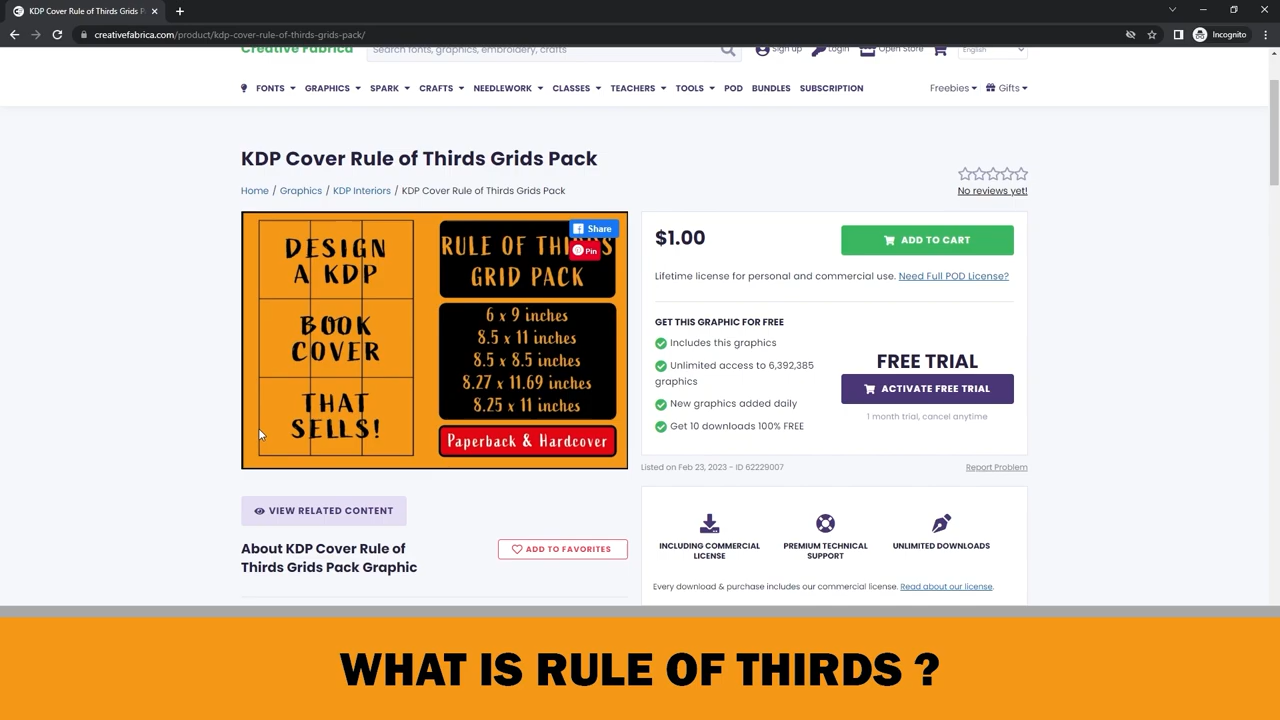 KDP Cover Rule of Thirds Grids P
creativefabrica.com/product/kdp-cover-rule-of-thirds-grids-pack/
Incognito
Creative Fabrica
Search fonts, graphics, embroidery, crafts
Sign up
Login
Open Store
English
FONTS GRAPHICS SPARK CRAFTS NEEDLEWORK CLASSES TEACHERS TOOLS POD BUNDLES SUBSCRIPTION Freebies Gifts
KDP Cover Rule of Thirds Grids Pack
No reviews yet!
Home / Graphics / KDP Interiors / KDP Cover Rule of Thirds Grids Pack
DESIGN
A KDP
BOOK
COVER
THAT
SELLS!
RULE OF THIRDS
GRID PACK
6 x 9 inches
8.5 x 11 inches
8.5 x 8.5 inches
8.27 x 11.69 inches
8.25 x 11 inches
Paperback & Hardcover
Share
Pin
$1.00
ADD TO CART
Lifetime license for personal and commercial use. Need Full POD License?
GET THIS GRAPHIC FOR FREE
Includes this graphics
Unlimited access to 6,392,385
graphics
New graphics added daily
Get 10 downloads 100% FREE
FREE TRIAL
ACTIVATE FREE TRIAL
1 month trial, cancel anytime
Listed on Feb 23, 2023 - ID 62229007
Report Problem
VIEW RELATED CONTENT
About KDP Cover Rule of
Thirds Grids Pack Graphic
ADD TO FAVORITES
INCLUDING COMMERCIAL
LICENSE
PREMIUM TECHNICAL
SUPPORT
UNLIMITED DOWNLOADS
Every download & purchase includes our commercial license. Read about our license.
WHAT IS RULE OF THIRDS ?